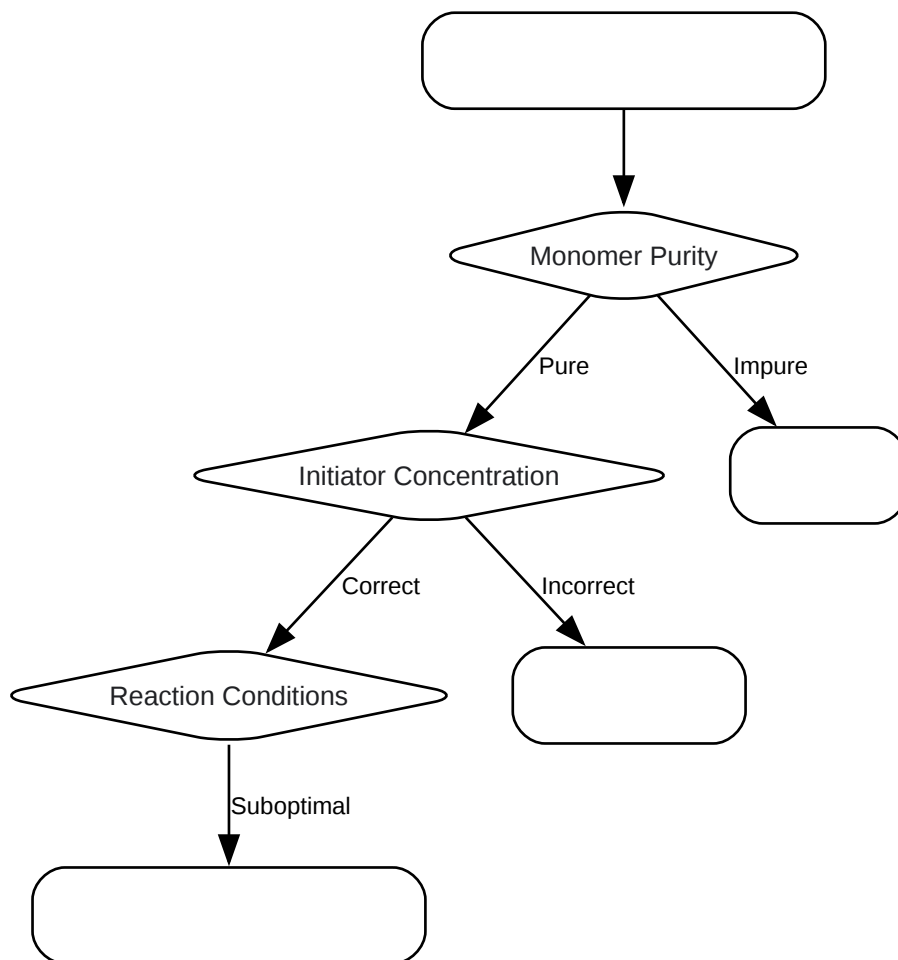 Monomer Purity
Pure
Impure
Initiator Concentration
Correct
Incorrect
Reaction Conditions
Suboptimal